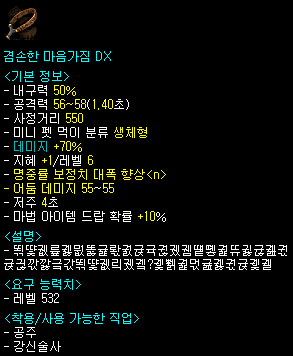 겸손한 마음가짐 DX
<기본 정보>
- 내구력 50%
- 공격력 56~58(1.40초)
- 사정거리 550
- 미니 펫 먹이 분류 생체형
- 데미지 +70%
- 지혜 +1/레벨 6
- 명중률 보정치 대폭 향상<n>
- 어둠 데미지 55~55
- 저주 4초
- 마법 아이템 드랍 확률 +10%
<설명>
<요구 능력치>
- 레벨 532
<착용/사용 가능한 직업>
- 공주
- 강신술사